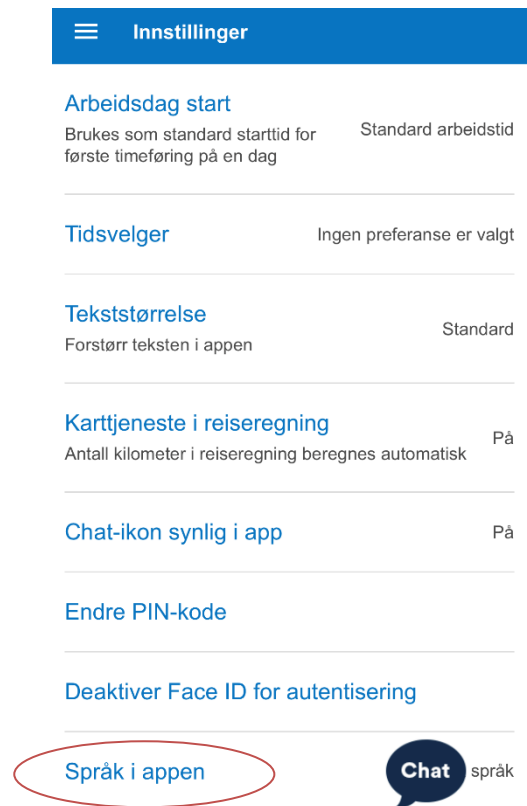 Innstillinger
Arbeidsdag start
Brukes som standard starttid for
første timeføring på en dag
Standard arbeidstid
Tidsvelger
Ingen preferanse er valgt
Tekststørrelse
Forstørr teksten i appen
Standard
Karttjeneste i reiseregning
Antall kilometer i reiseregning beregnes automatisk
På
Chat-ikon synlig i app
På
Endre PIN-kode
Deaktiver Face ID for autentisering
Språk i appen
Chat
språk